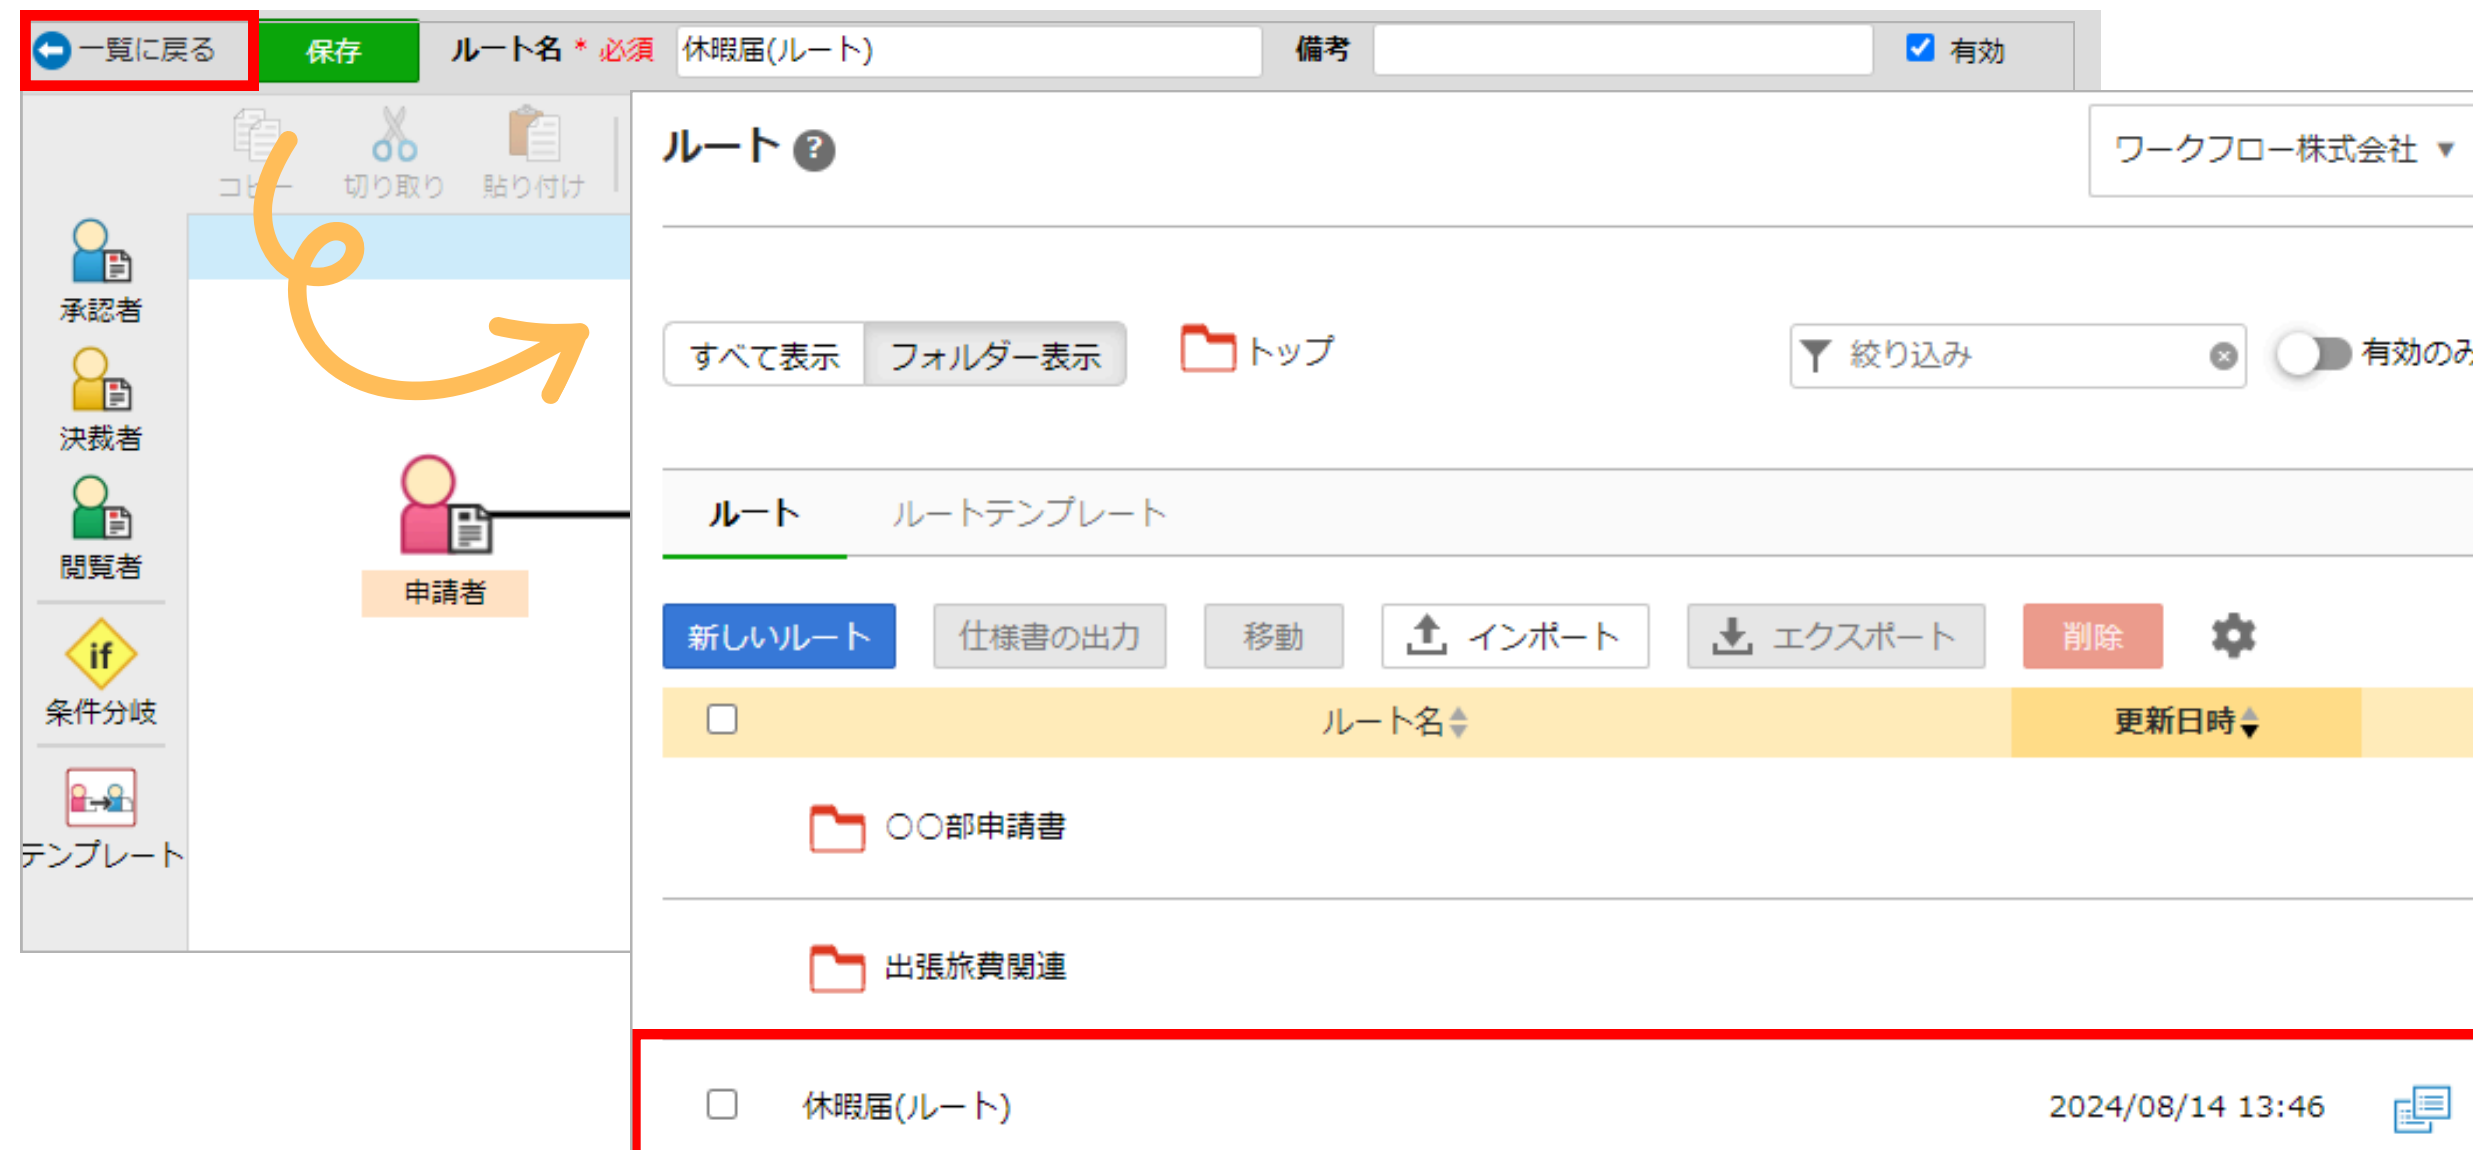 一覧に戻る 保存 ルート名 * 必須 休暇届(ルート) 備考 有効
コピー 切り取り 貼り付け
承認者
決裁者
閲覧者
if
条件分岐
テンプレート
申請者
ルート ? ワークフロー株式会社 ▼
すべて表示 フォルダー表示 トップ 絞り込み 有効のみ
ルート ルートテンプレート
新しいルート 仕様書の出力 移動 インポート エクスポート 削除
ルート名 更新日時
〇〇部申請書
出張旅費関連
休暇届(ルート) 2024/08/14 13:46